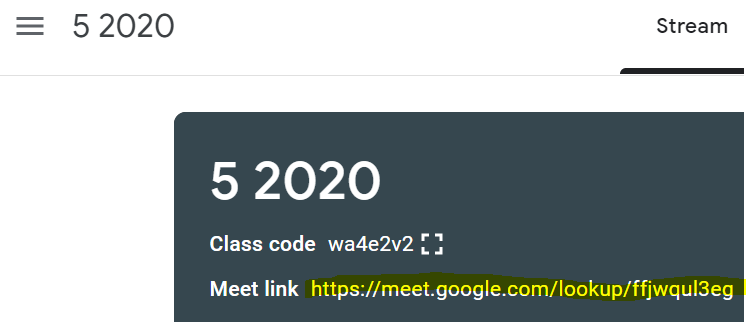 5 2020
Stream
5 2020
Class code wa4e2v2
Meet link https://meet.google.com/lookup/ffjwqul3eg